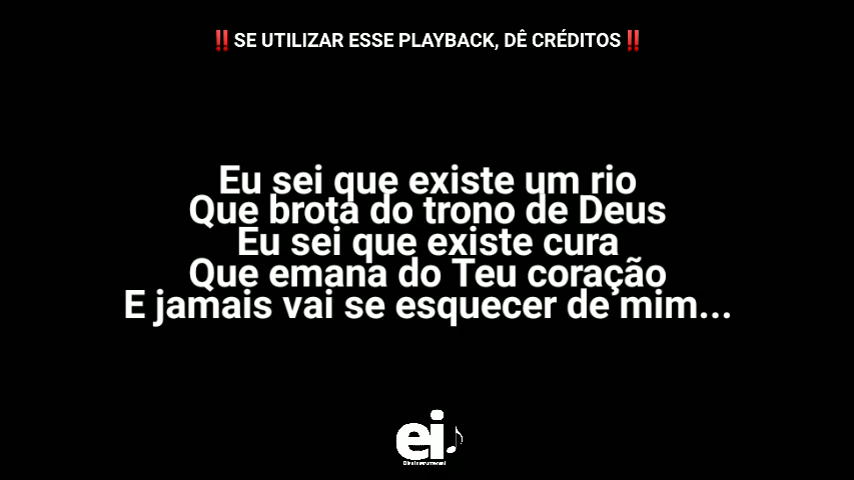 ‼️SE UTILIZAR ESSE PLAYBACK, DÊ CRÉDITOS‼️
Eu sei que existe um rio
Que brota do trono de Deus
Eu sei que existe cura
Que emana do Teu coração
E jamais vai se esquecer de mim...
ei